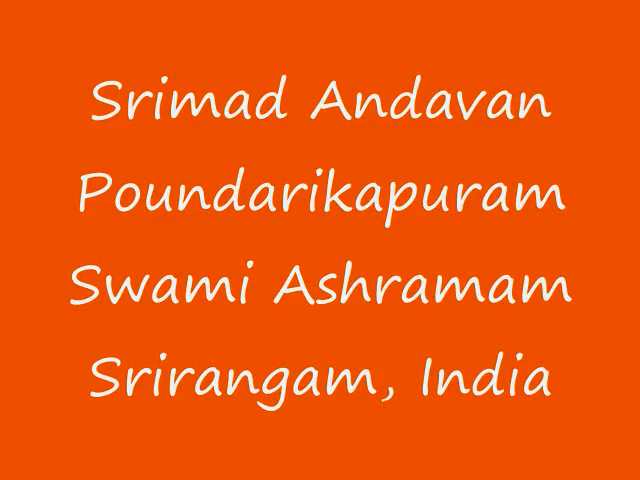 Srimad Andavan
Poundarikapuram
Swami Ashramam
Srirangam, India